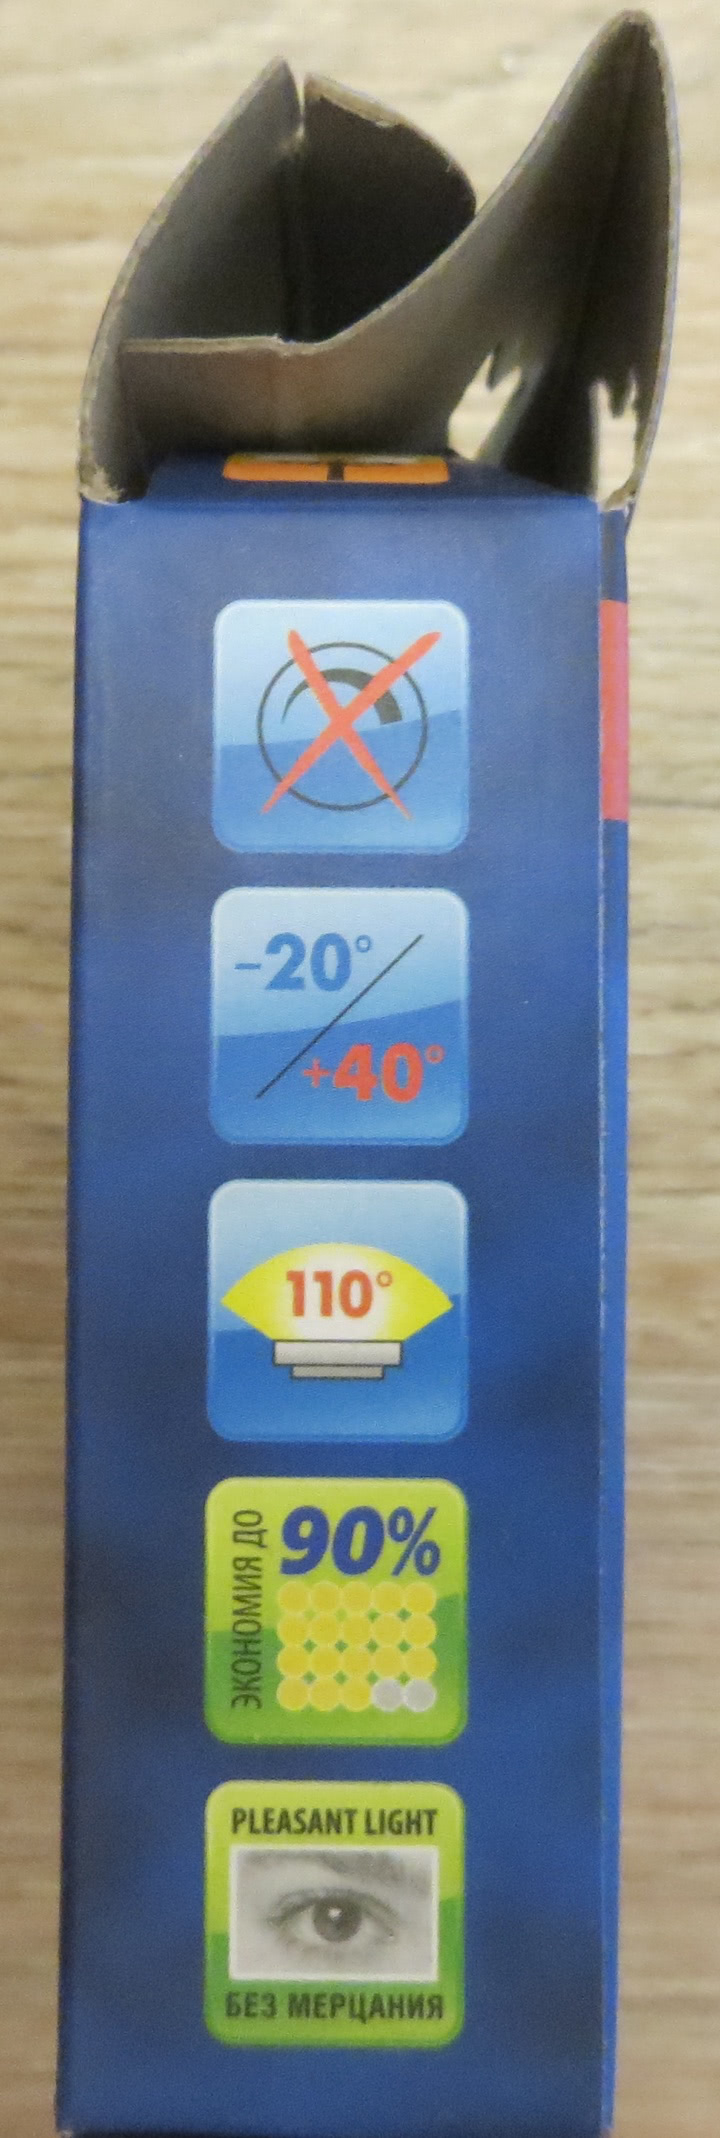 -20°
+40°
110°
ЭКОНОМИЯ ДО
90%
PLEASANT LIGHT
БЕЗ МЕРЦАНИЯ